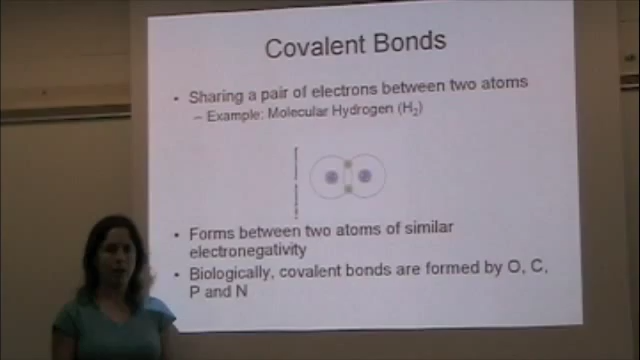 Covalent Bonds
• Sharing a pair of electrons between two atoms
– Example: Molecular Hydrogen (H₂)
• Forms between two atoms of similar
electronegativity
• Biologically, covalent bonds are formed by O, C,
P and N